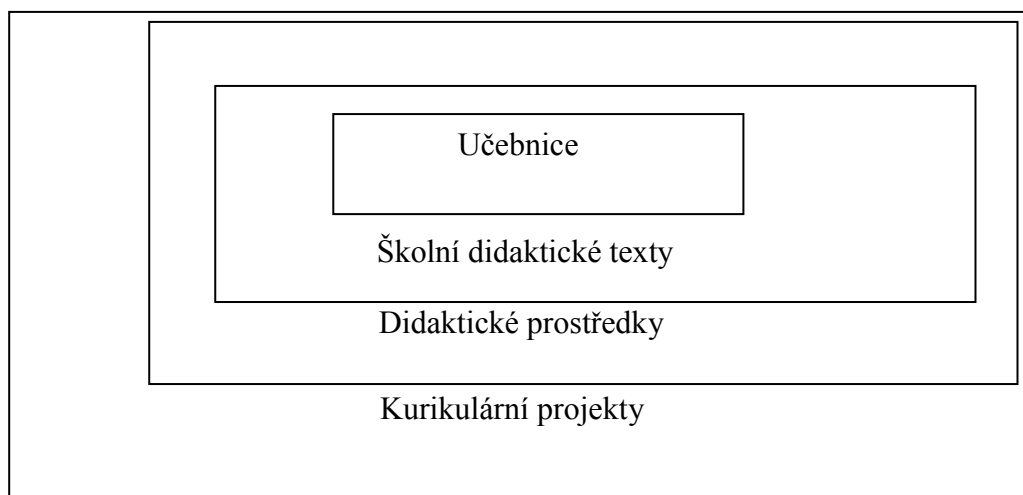 Učebnice
Školní didaktické texty
Didaktické prostředky
Kurikulární projekty